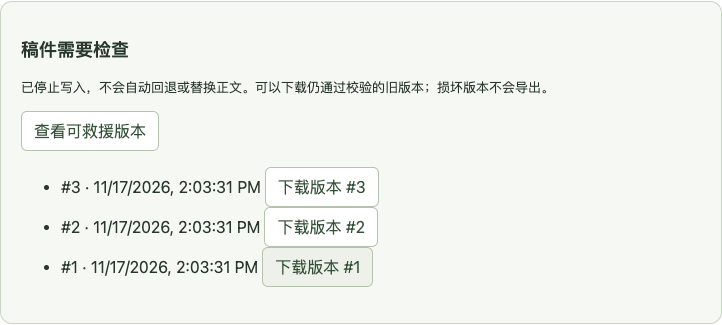 稿件需要检查
已停止写入，不会自动回退或替换正文。可以下载仍通过校验的旧版本；损坏版本不会导出。
查看可救援版本
#3 · 11/17/2026, 2:03:31 PM 下载版本 #3
#2 · 11/17/2026, 2:03:31 PM 下载版本 #2
#1 · 11/17/2026, 2:03:31 PM 下载版本 #1